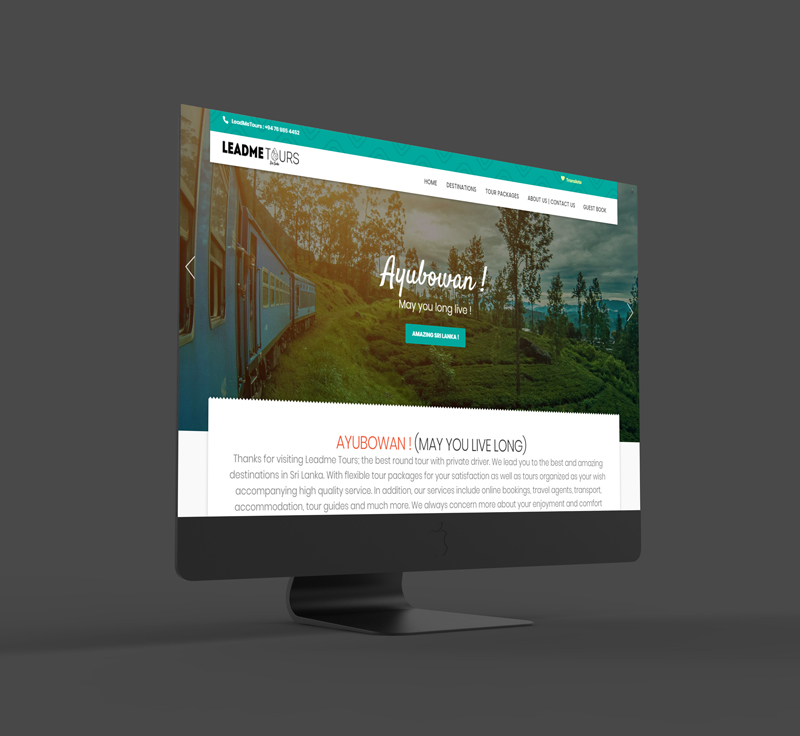 LeadMeTours : +94 76 985 4452
Translate
LEADME TOURS
HOME DESTINATIONS TOUR PACKAGES ABOUT US | CONTACT US GUEST BOOK
Ayubowan !
May you long live !
AMAZING SRI LANKA !
AYUBOWAN ! (MAY YOU LIVE LONG)
Thanks for visiting Leadme Tours; the best round tour with private driver. We lead you to the best and amazing
destinations in Sri Lanka. With flexible tour packages for your satisfaction as well as tours organized as your wish
accompanying high quality service. In addition, our services include online bookings, travel agents, transport,
accommodation, tour guides and much more. We always concern more about your enjoyment and comfort